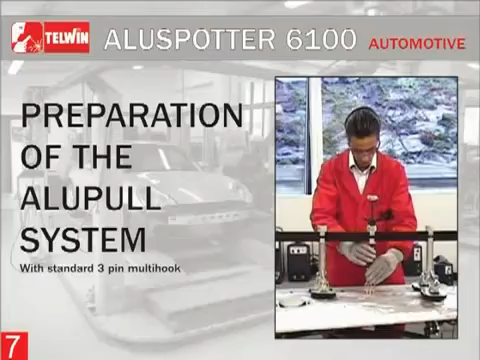 TELWIN ALUSPOTTER 6100 AUTOMOTIVE
PREPARATION
OF THE
ALUPULL
SYSTEM
With standard 3 pin multihook
7